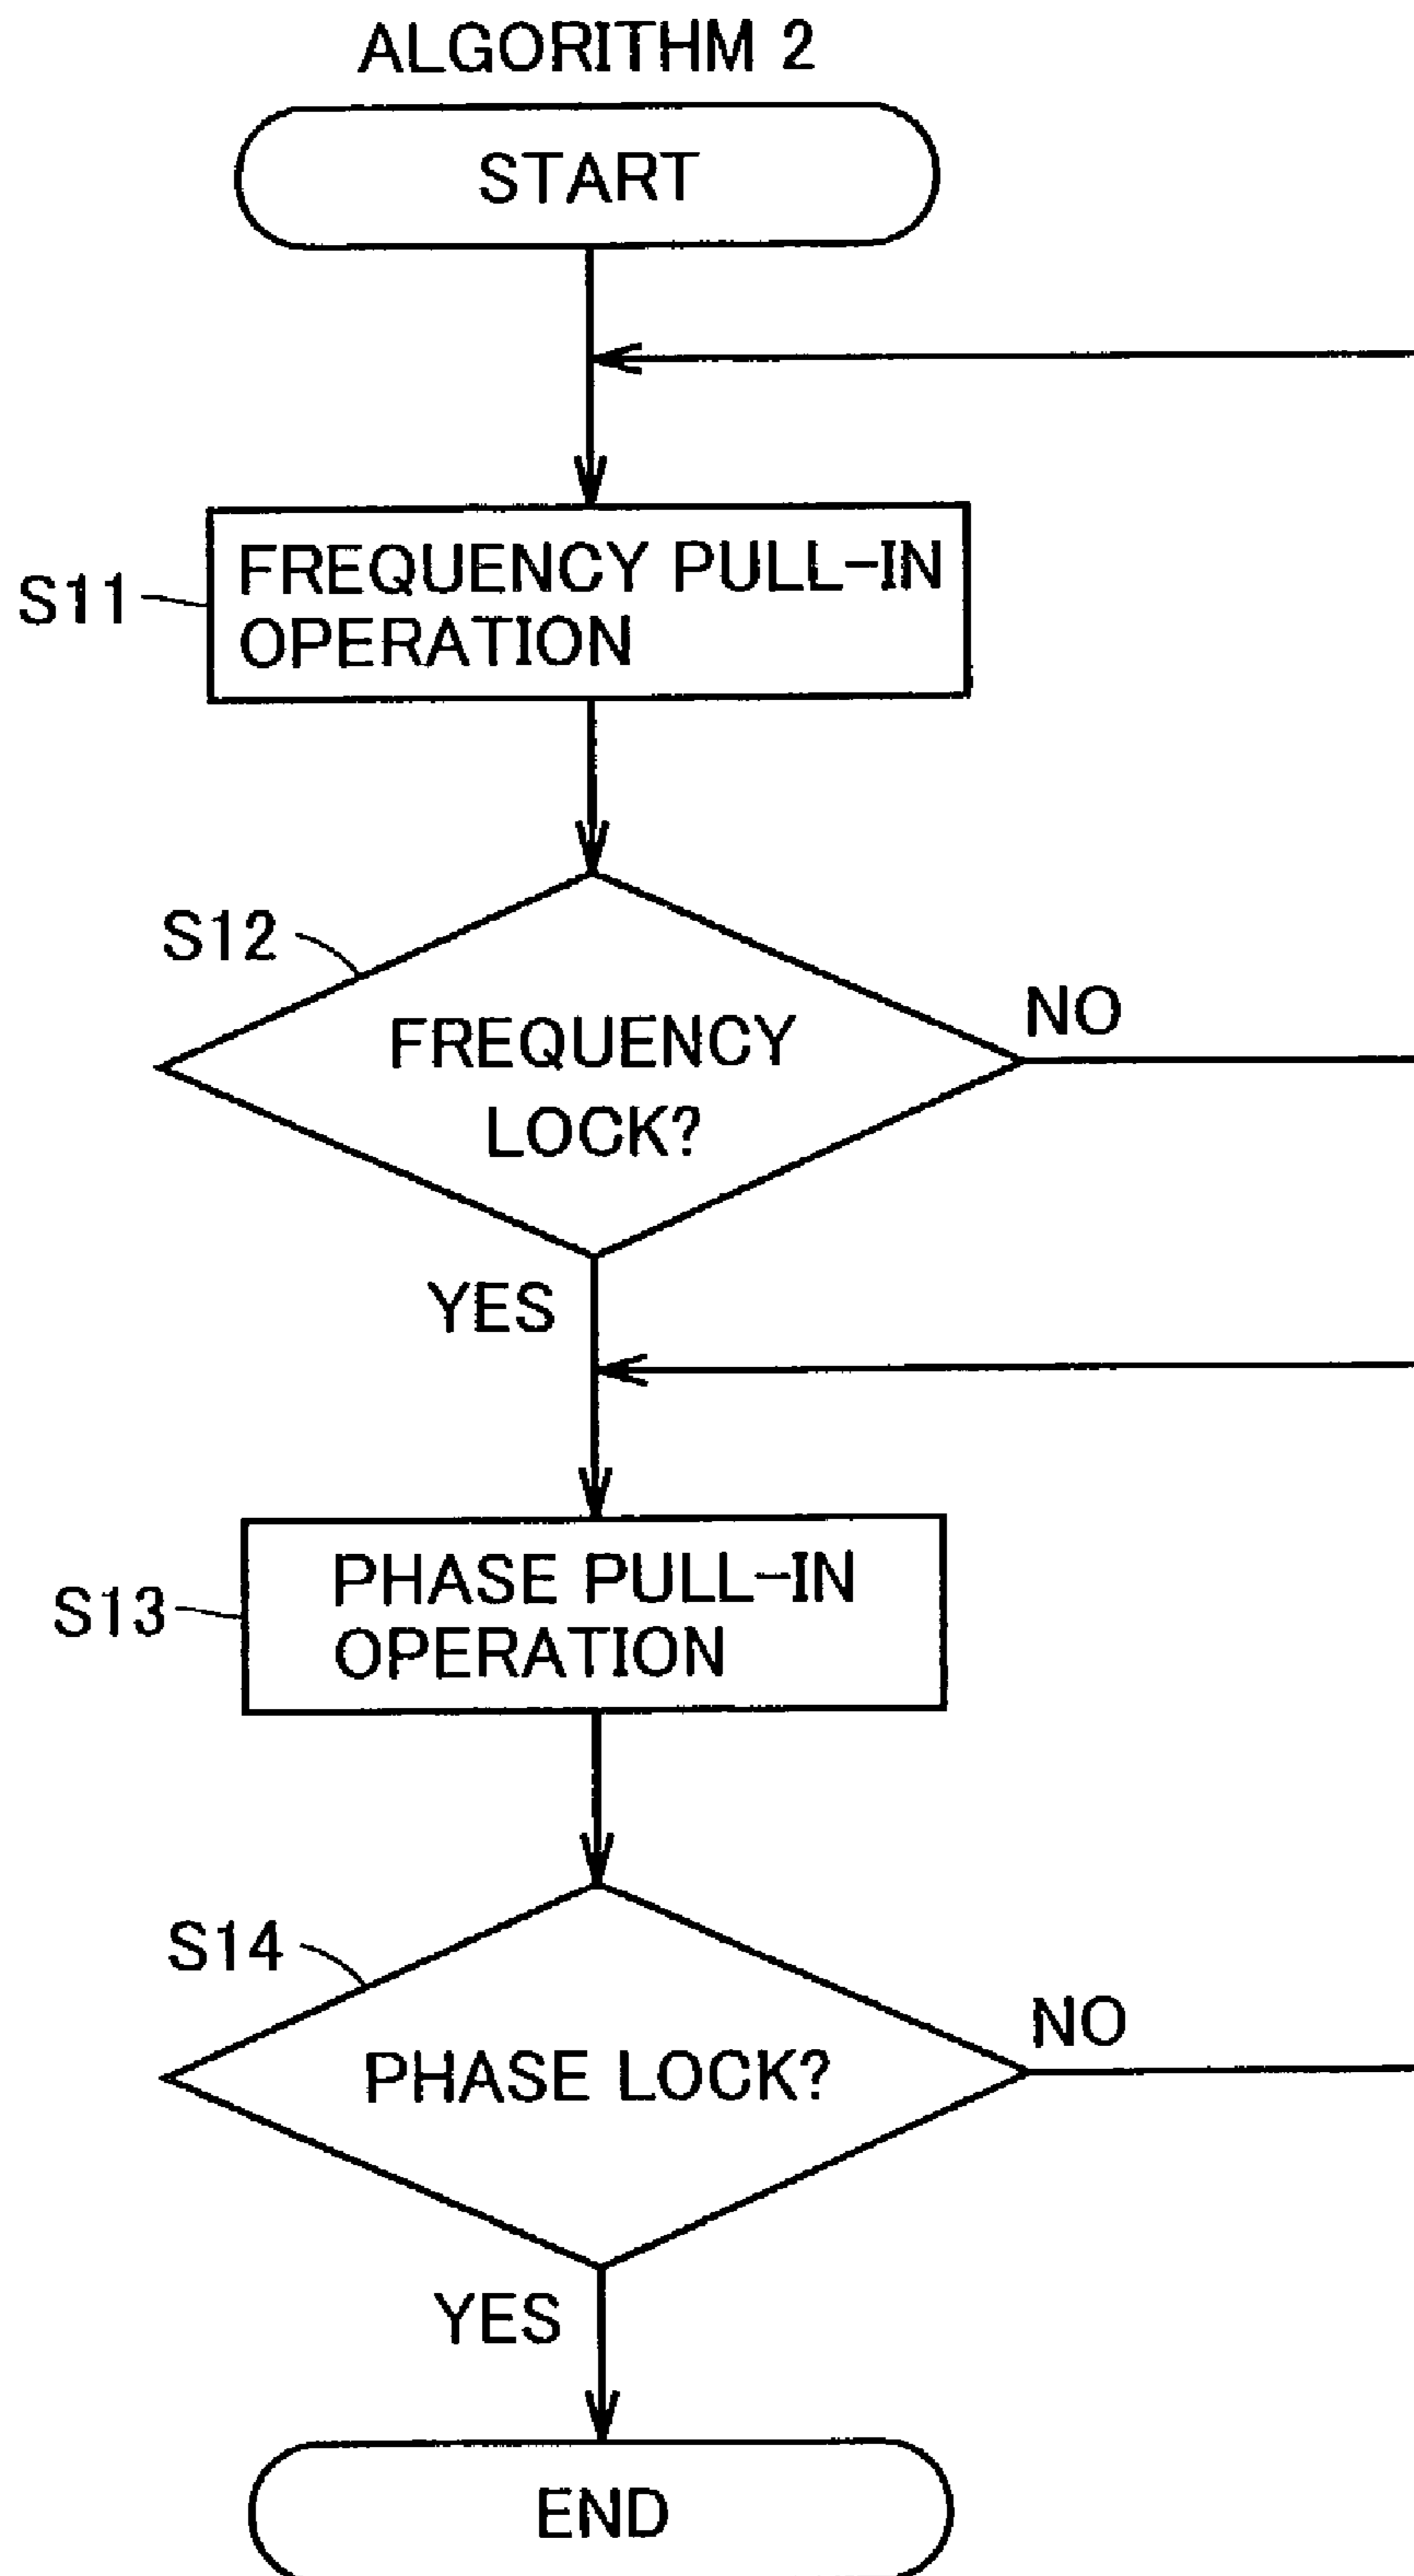 ALGORITHM 2
START
S11
FREQUENCY PULL-IN
OPERATION
S12
FREQUENCY
LOCK?
NO
YES
S13
PHASE PULL-IN
OPERATION
S14
PHASE LOCK?
NO
YES
END